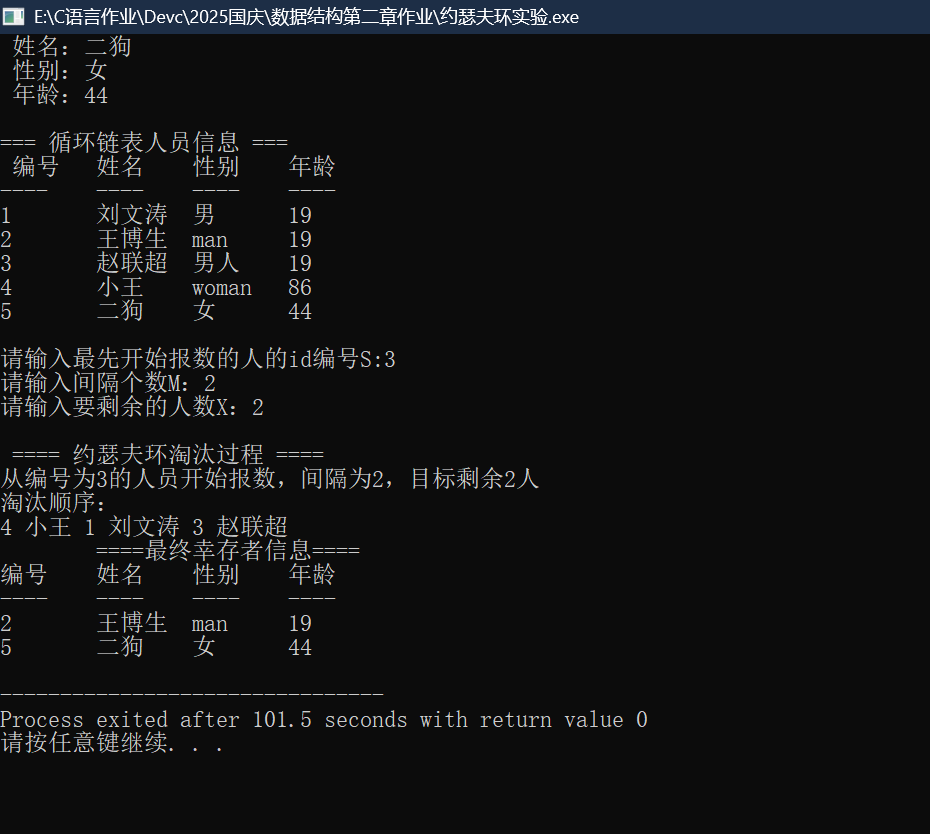 E:\C语言作业\Devc\2025国庆\数据结构第二章作业\约瑟夫环实验.exe
姓名：二狗
性别：女
年龄：44
=== 循环链表人员信息 ===
编号 姓名 性别 年龄
---- ---- ---- ----
1 刘文涛 男 19
2 王博生 man 19
3 赵联超 男人 19
4 小王 woman 86
5 二狗 女 44
请输入最先开始报数的人的id编号S:3
请输入间隔个数M：2
请输入要剩余的人数X：2
==== 约瑟夫环淘汰过程 ====
从编号为3的人员开始报数，间隔为2，目标剩余2人
淘汰顺序：
4 小王 1 刘文涛 3 赵联超
====最终幸存者信息====
编号 姓名 性别 年龄
---- ---- ---- ----
2 王博生 man 19
5 二狗 女 44
--------------------------------
Process exited after 101.5 seconds with return value 0
请按任意键继续. . .